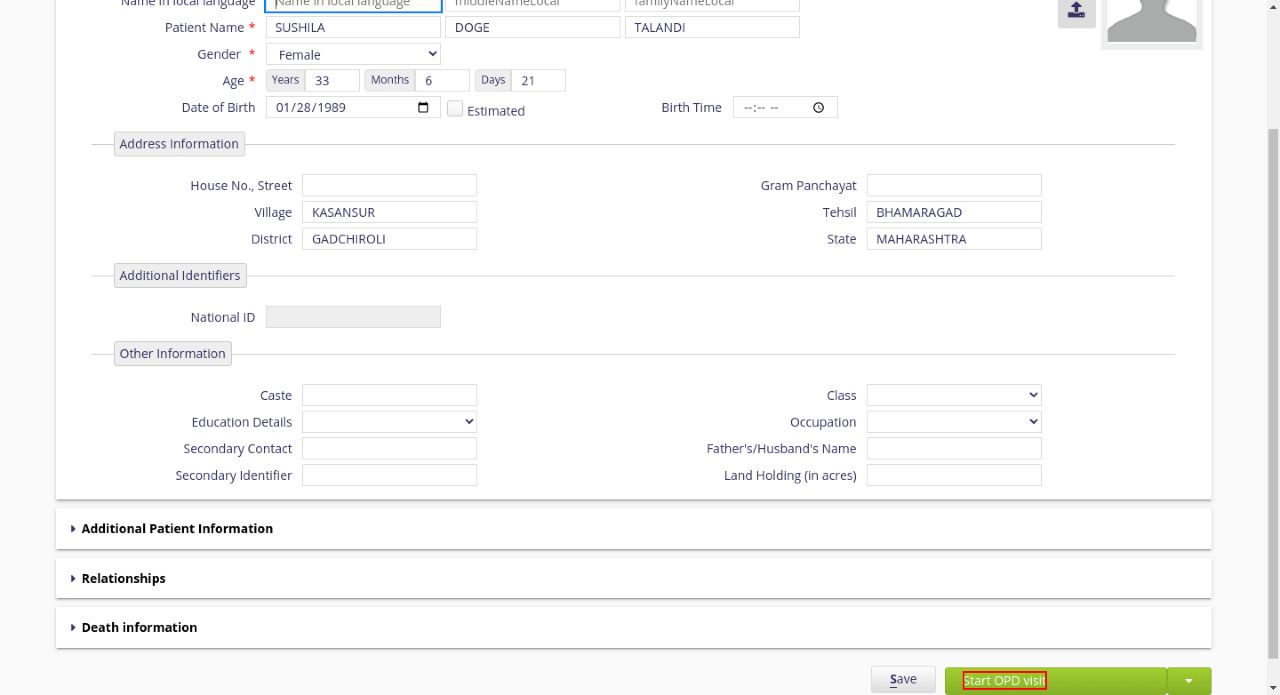 Name in local language Name in local language middleNameLocal familyNameLocal
Patient Name * SUSHILA DOGE TALANDI
Gender * Female
Age * Years 33 Months 6 Days 21
Date of Birth 01/28/1989 Estimated Birth Time --:-- --
Address Information
House No., Street Gram Panchayat
Village KASANSUR Tehsil BHAMARAGAD
District GADCHIROLI State MAHARASHTRA
Additional Identifiers
National ID
Other Information
Caste Class
Education Details Occupation
Secondary Contact Father's/Husband's Name
Secondary Identifier Land Holding (in acres)
Additional Patient Information
Relationships
Death information
Save Start OPD visit